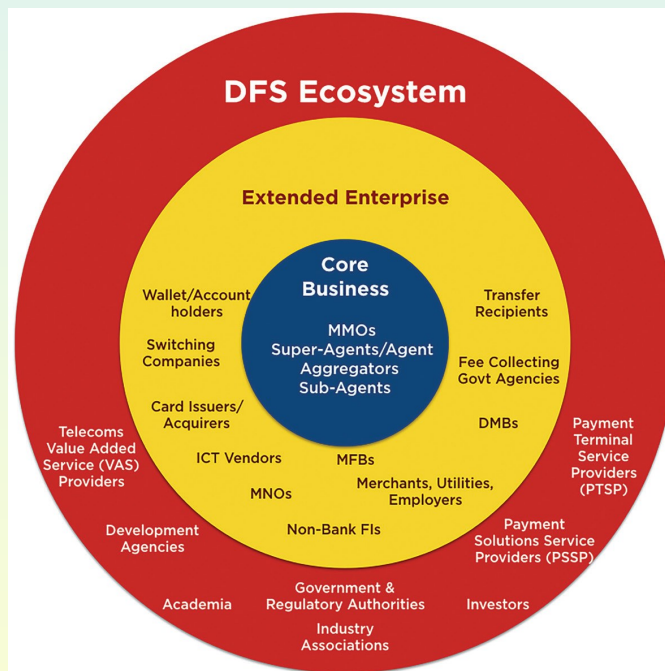 DFS Ecosystem
Extended Enterprise
Core
Business
MMOs
Super-Agents/Agent
Aggregators
Sub-Agents
Wallet/Account
holders
Switching
Companies
Card Issuers/
Acquirers
ICT Vendors
MNOs
Non-Bank FIs
MFBs
Merchants, Utilities,
Employers
DMBs
Fee Collecting
Govt Agencies
Transfer
Recipients
Telecoms
Value Added
Service (VAS)
Providers
Development
Agencies
Academia
Government &
Regulatory Authorities
Industry
Associations
Investors
Payment
Solutions Service
Providers (PSSP)
Payment
Terminal
Service
Providers
(PTSP)